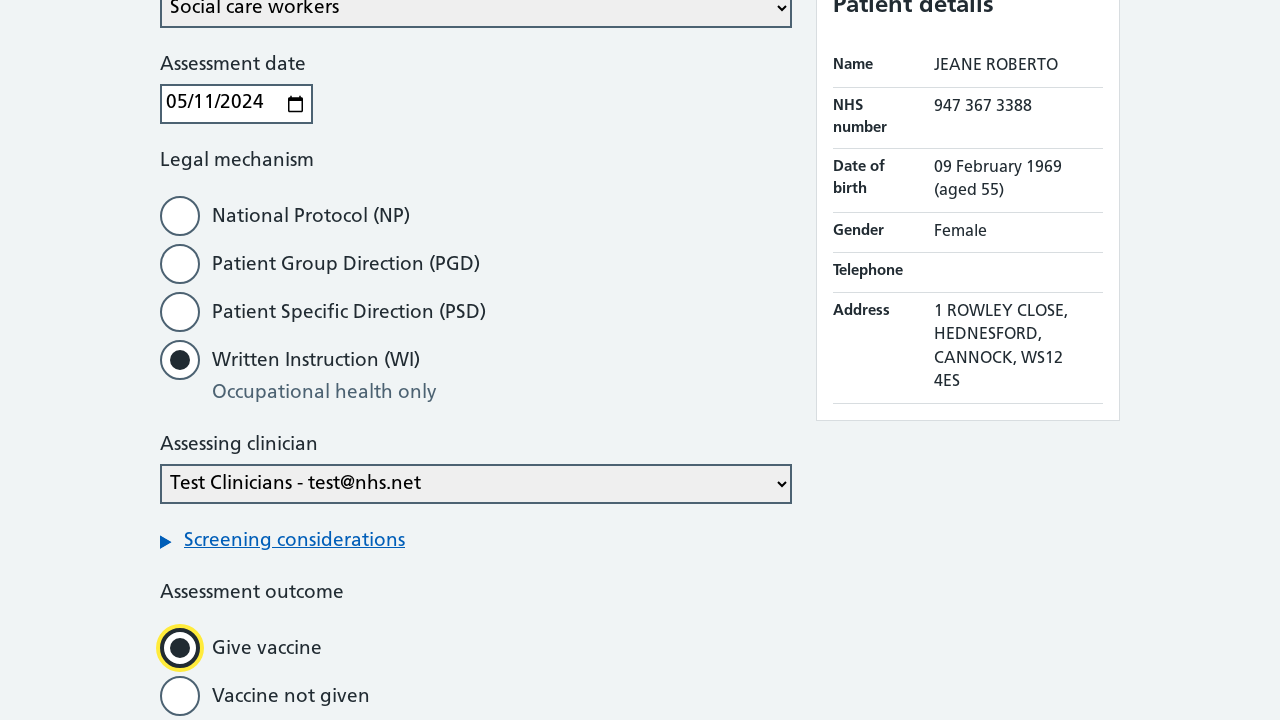 Social care workers
Assessment date
05/11/2024
Legal mechanism
National Protocol (NP)
Patient Group Direction (PGD)
Patient Specific Direction (PSD)
Written Instruction (WI)
Occupational health only
Assessing clinician
Test Clinicians - test@nhs.net
Screening considerations
Assessment outcome
Give vaccine
Vaccine not given
Patient details
Name JEANE ROBERTO
NHS number 947 367 3388
Date of birth 09 February 1969
(aged 55)
Gender Female
Telephone
Address 1 ROWLEY CLOSE,
HEDNESFORD,
CANNOCK, WS12
4ES